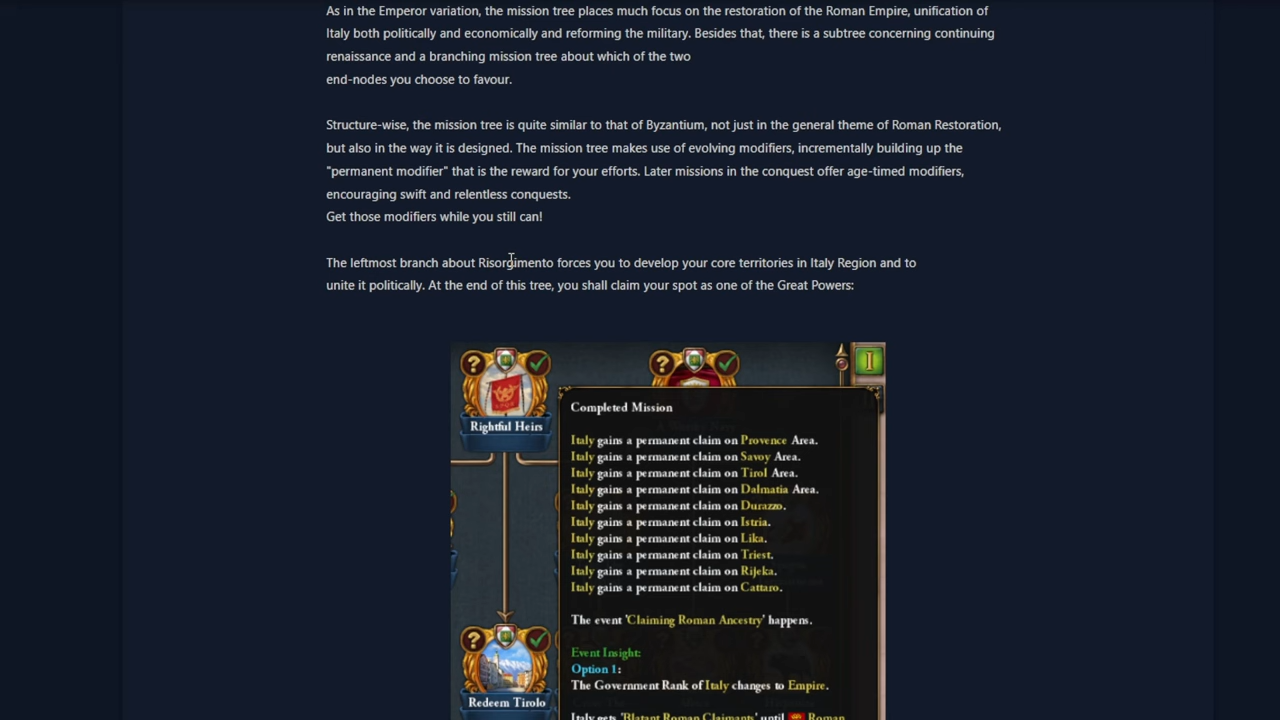 As in the Emperor variation, the mission tree places much focus on the restoration of the Roman Empire, unification of
Italy both politically and economically and reforming the military. Besides that, there is a subtree concerning continuing
renaissance and a branching mission tree about which of the two
end-nodes you choose to favour.
Structure-wise, the mission tree is quite similar to that of Byzantium, not just in the general theme of Roman Restoration,
but also in the way it is designed. The mission tree makes use of evolving modifiers, incrementally building up the
"permanent modifier" that is the reward for your efforts. Later missions in the conquest offer age-timed modifiers,
encouraging swift and relentless conquests.
Get those modifiers while you still can!
The leftmost branch about Risorgimento forces you to develop your core territories in Italy Region and to
unite it politically. At the end of this tree, you shall claim your spot as one of the Great Powers:
Rightful Heirs
I
Completed Mission
Italy gains a permanent claim on Provence Area.
Italy gains a permanent claim on Savoy Area.
Italy gains a permanent claim on Tirol Area.
Italy gains a permanent claim on Dalmatia Area.
Italy gains a permanent claim on Durazzo.
Italy gains a permanent claim on Istria.
Italy gains a permanent claim on Lika.
Italy gains a permanent claim on Triest.
Italy gains a permanent claim on Rijeka.
Italy gains a permanent claim on Cattaro.
The event 'Claiming Roman Ancestry' happens.
Event Insight:
Option 1:
The Government Rank of Italy changes to Empire.
Italy gets 'Blatant Roman Claimants' until Roman
Redeem Tirolo